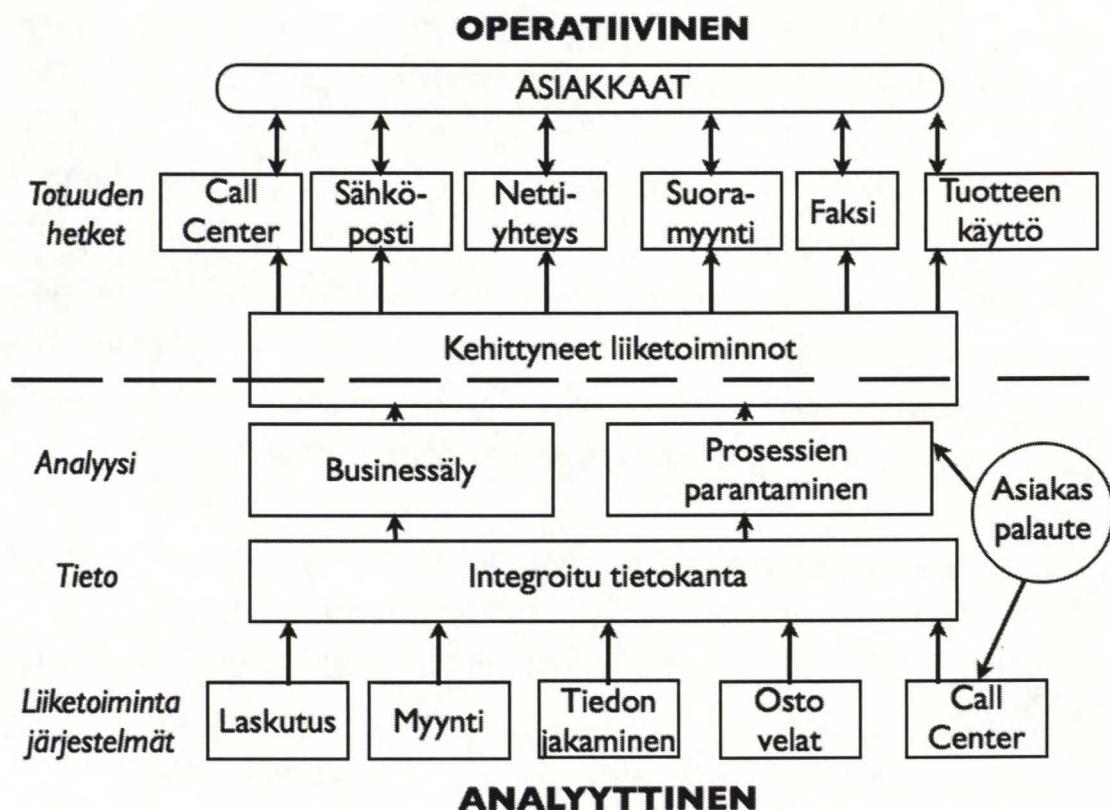 OPERATIIVINEN
ASIAKKAAT
Totuuden
hetket
Call
Center
Sähkö-
posti
Netti-
yhteys
Suora-
myynti
Faksi
Tuotteen
käyttö
Kehittyneet liiketoiminnot
Analyysi
Businessäly
Prosessien
parantaminen
Asiakas
palaute
Tieto
Integroitu tietokanta
Liiketoiminta
järjestelmät
Laskutus
Myynti
Tiedon
jakaminen
Osto
velat
Call
Center
ANALYYTTINEN